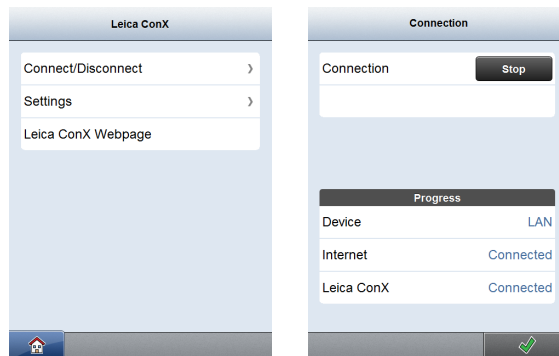 Leica ConX
Connect/Disconnect
Settings
Leica ConX Webpage
Connection
Connection Stop
Progress
Device LAN
Internet Connected
Leica ConX Connected